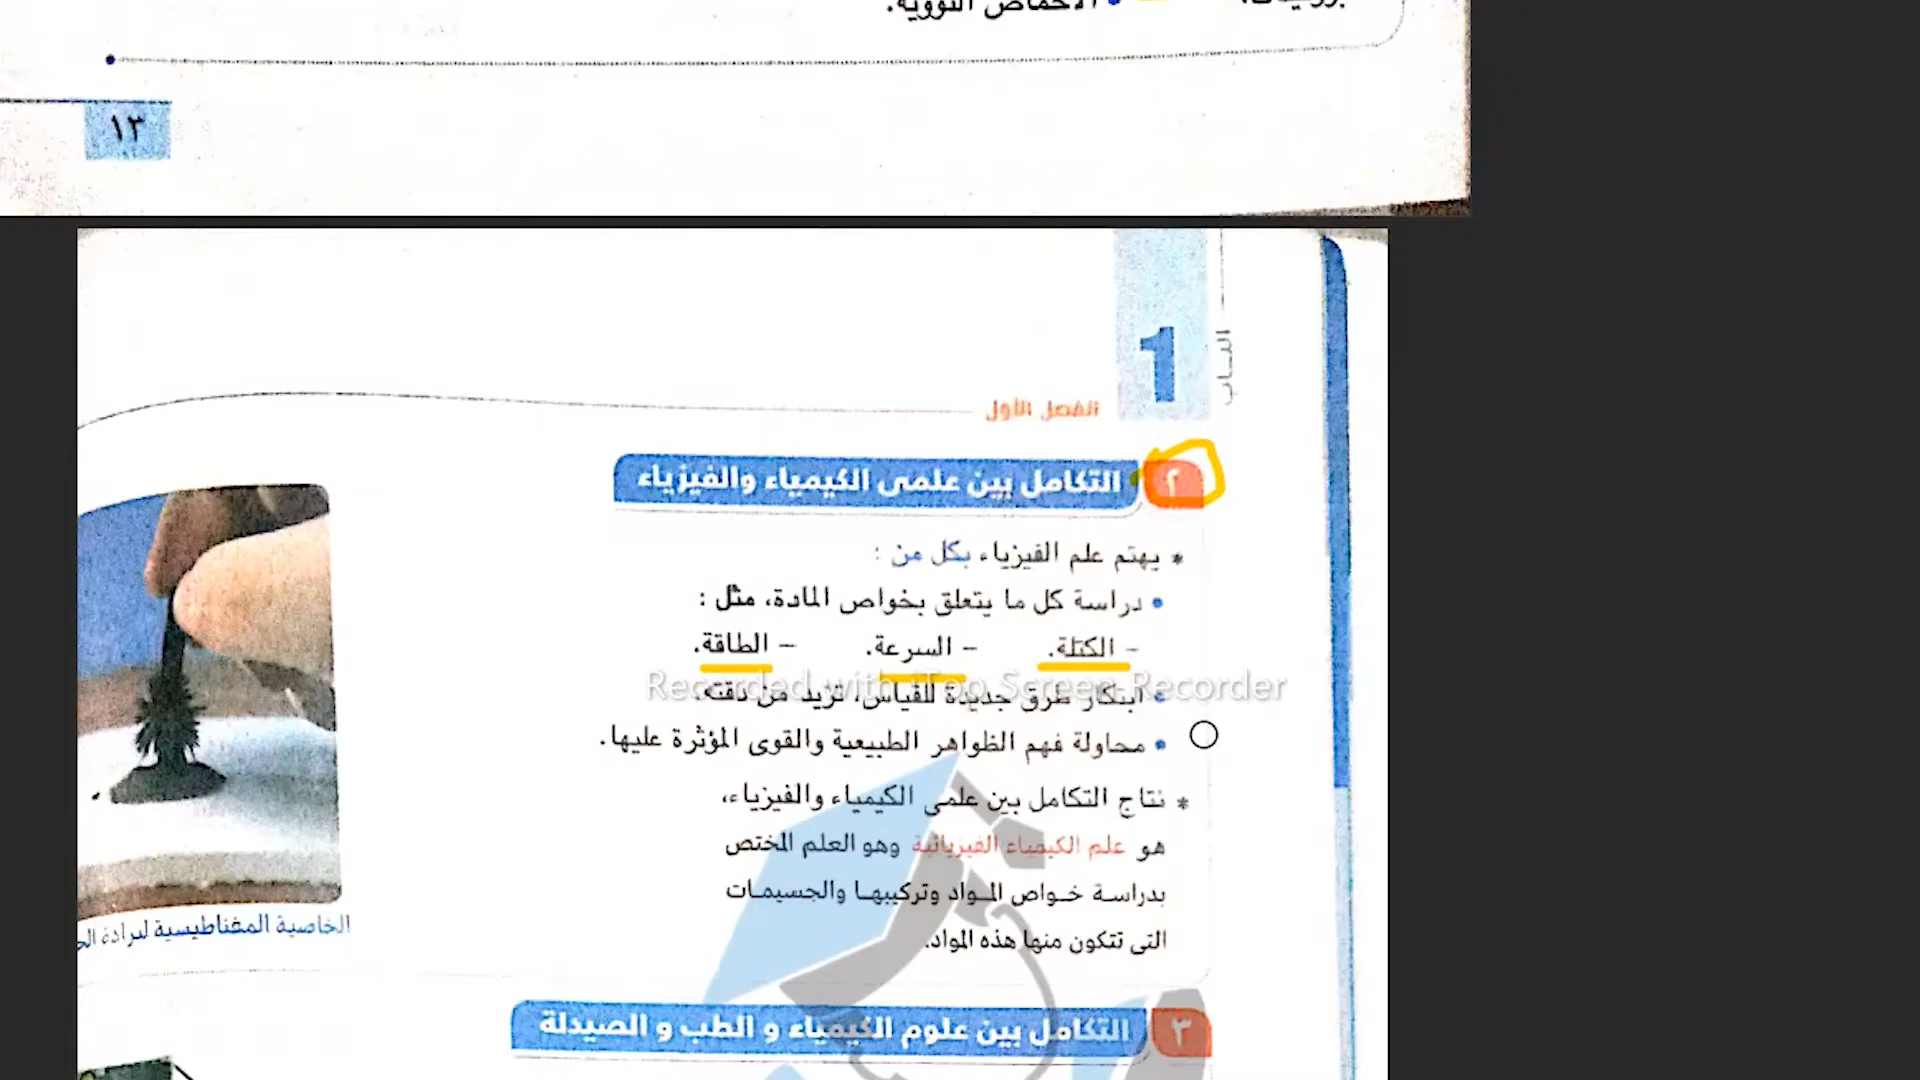 • الأحماض النووية.
١٣
الباب
1
الفصل الأول
٢ التكامل بين علمى الكيمياء والفيزياء
* يهتم علم الفيزياء بكل من :
• دراسة كل ما يتعلق بخواص المادة، مثل :
– الكتلة. – السرعة. – الطاقة.
• ابتكار طرق جديدة للقياس، تزيد من دقته.
Recorded with iTop Screen Recorder
• محاولة فهم الظواهر الطبيعية والقوى المؤثرة عليها.
* نتاج التكامل بين علمى الكيمياء والفيزياء،
هو علم الكيمياء الفيزيائية وهو العلم المختص
بدراسة خواص المواد وتركيبها والجسيمات
التى تتكون منها هذه المواد.
الخاصية المغناطيسية لبرادة
٣ التكامل بين علوم الكيمياء و الطب و الصيدلة